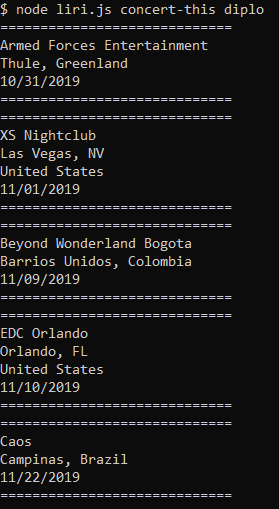 $ node liri.js concert-this diplo
=============================
Armed Forces Entertainment
Thule, Greenland
10/31/2019
=============================
=============================
XS Nightclub
Las Vegas, NV
United States
11/01/2019
=============================
=============================
Beyond Wonderland Bogota
Barrios Unidos, Colombia
11/09/2019
=============================
=============================
EDC Orlando
Orlando, FL
United States
11/10/2019
=============================
=============================
Caos
Campinas, Brazil
11/22/2019
=============================